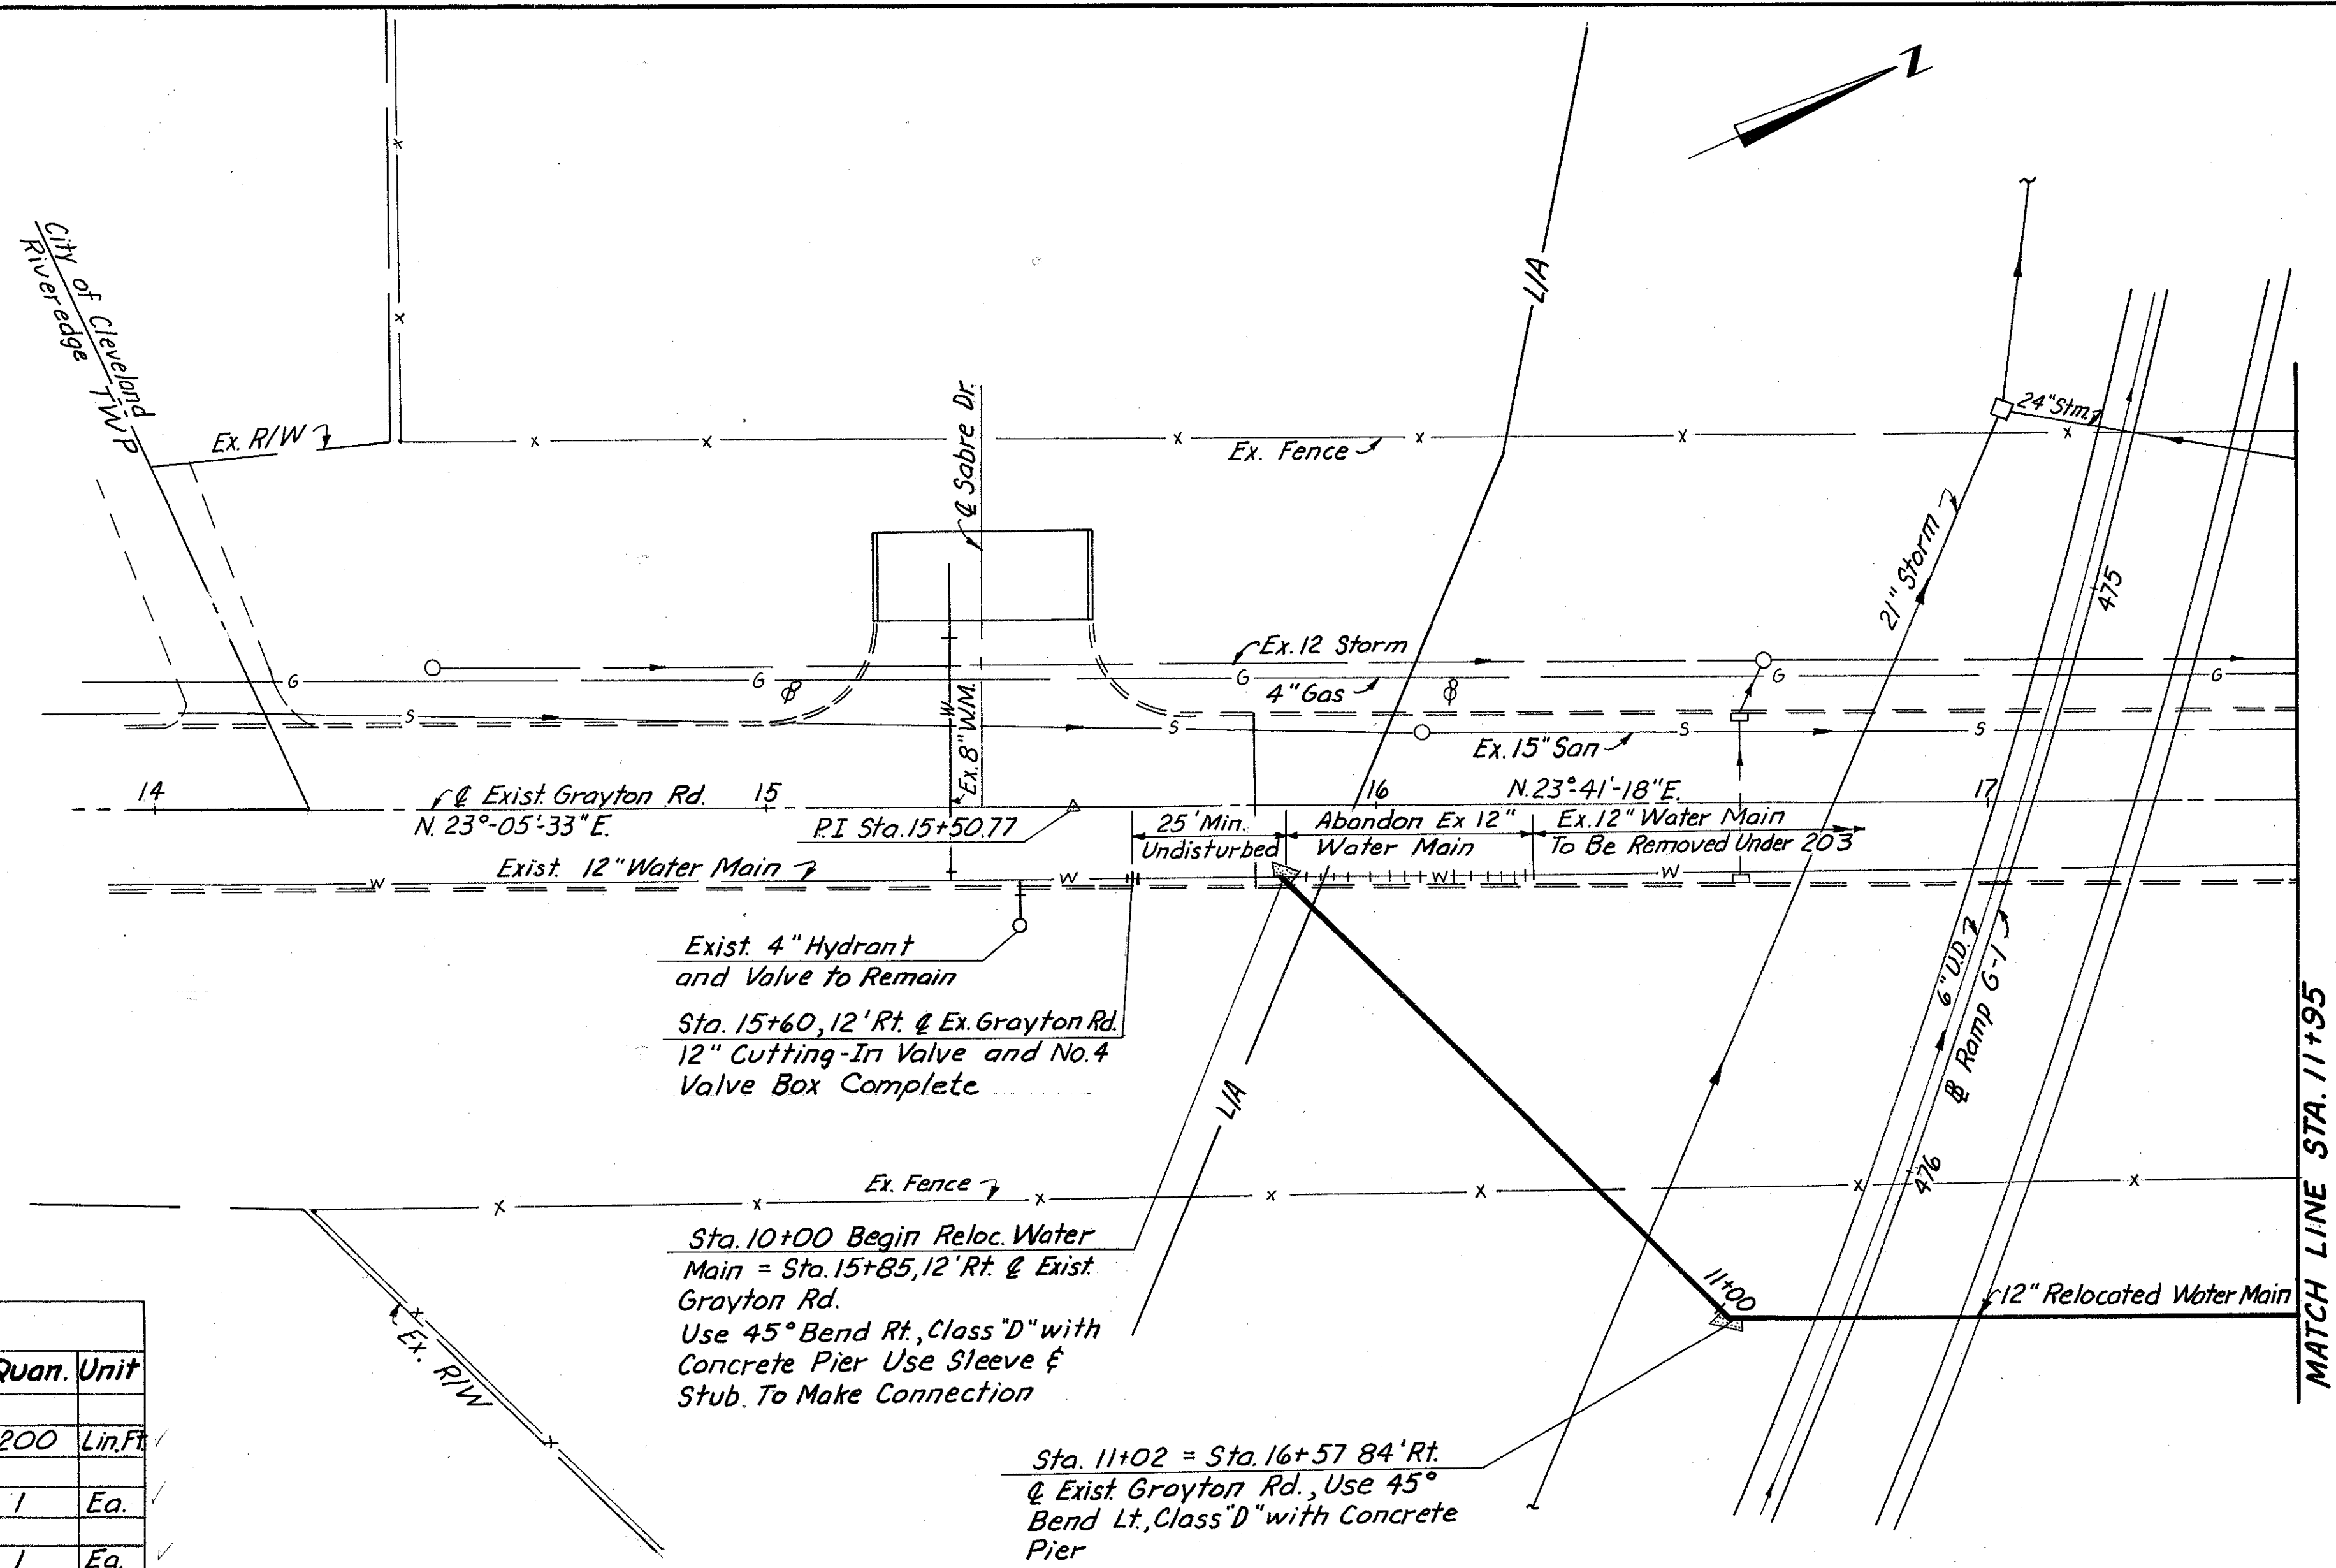 N
City of Cleveland
Riveredge TWP
Ex. R/W
x
x
x x x x x x
Ex. Fence
L/A
24" Stm.
℄ Sabre Dr.
21" Storm
475
Ex. 12 Storm
G G G G G
4" Gas
S S S S
Ex. 15" San
W
Ex. 8" W.M.
14 15 16 17
℄ Exist. Grayton Rd.
N. 23°-05'-33" E.
N. 23°-41'-18" E.
P.I Sta. 15+50.77
25' Min.
Undisturbed
Abandon Ex 12"
Water Main
Ex. 12" Water Main
To Be Removed Under 203
Exist. 12" Water Main
W W W W
Exist. 4" Hydrant
and Valve to Remain
Sta. 15+60, 12' Rt. ℄ Ex. Grayton Rd.
12" Cutting-In Valve and No. 4
Valve Box Complete
6" U.D.
℄ Ramp G-1
476
L/A
Ex. Fence
x x x x x x x
Sta. 10+00 Begin Reloc. Water
Main = Sta. 15+85, 12' Rt. ℄ Exist.
Grayton Rd.
Use 45° Bend Rt., Class "D" with
Concrete Pier Use Sleeve &
Stub. To Make Connection
11+00
12" Relocated Water Main
MATCH LINE STA. 11+95
Ex. R/W
x
x
Sta. 11+02 = Sta. 16+57 84' Rt.
℄ Exist. Grayton Rd., Use 45°
Bend Lt., Class "D" with Concrete
Pier
Quan. Unit
200 Lin. Ft.
1 Ea.
1 Ea.